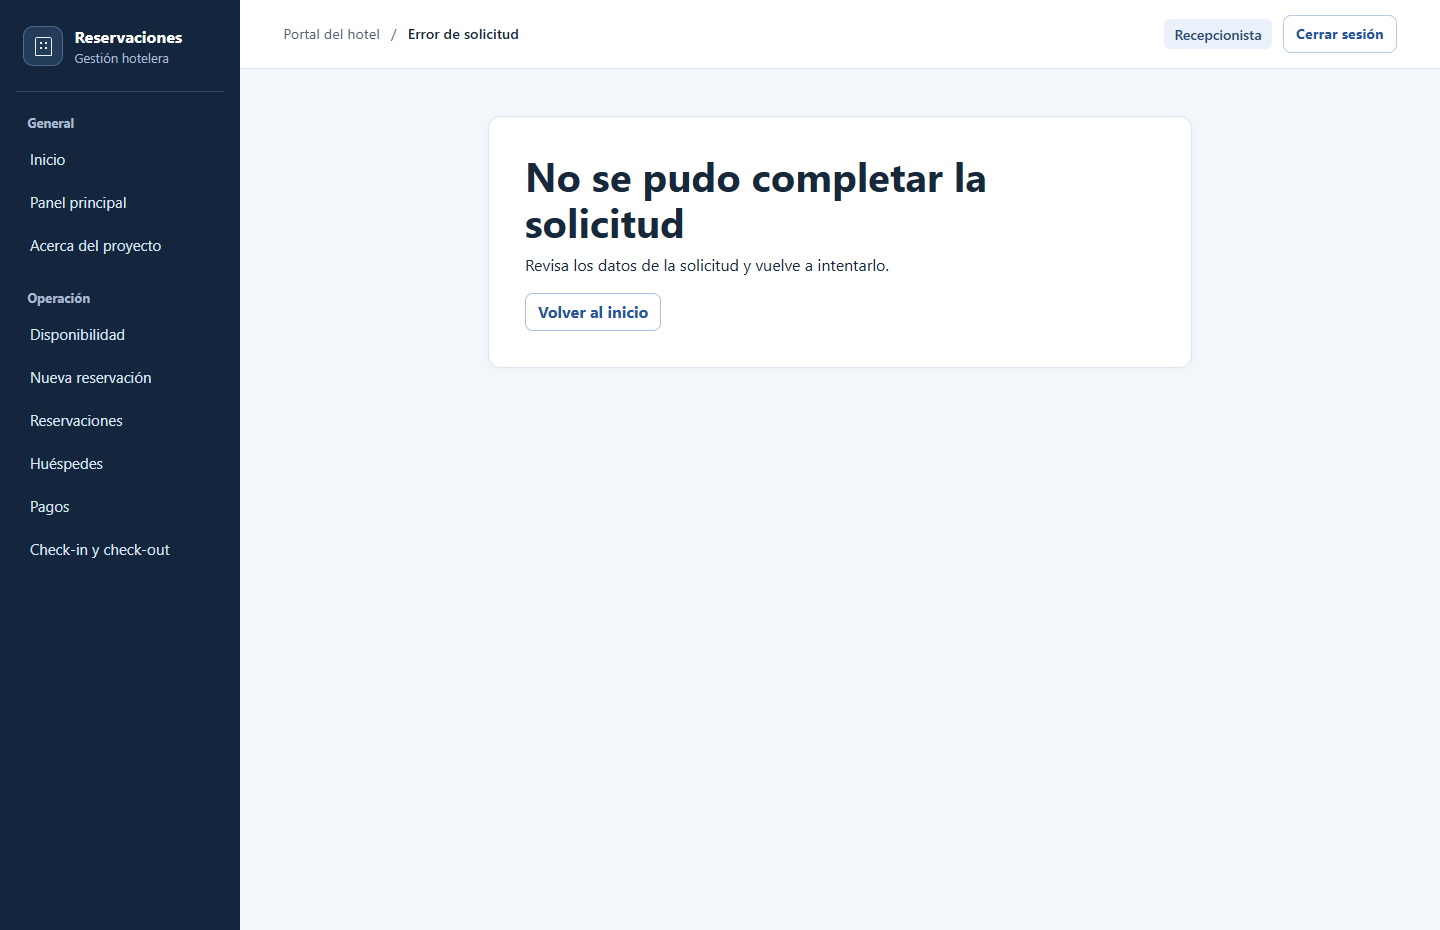 Reservaciones
Gestión hotelera
General
Inicio
Panel principal
Acerca del proyecto
Operación
Disponibilidad
Nueva reservación
Reservaciones
Huéspedes
Pagos
Check-in y check-out
Portal del hotel / Error de solicitud
Recepcionista
Cerrar sesión
No se pudo completar la
solicitud
Revisa los datos de la solicitud y vuelve a intentarlo.
Volver al inicio